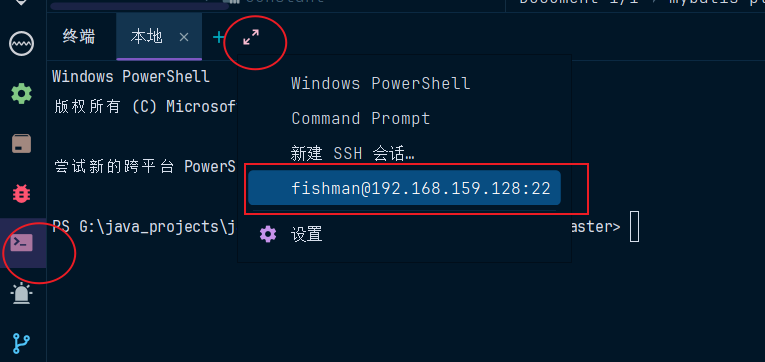 终端 本地
Windows PowerShell
版权所有 (C) Microsof
尝试新的跨平台 PowerS
PS G:\java_projects\j
aster>
Windows PowerShell
Command Prompt
新建 SSH 会话…
fishman@192.168.159.128:22
设置